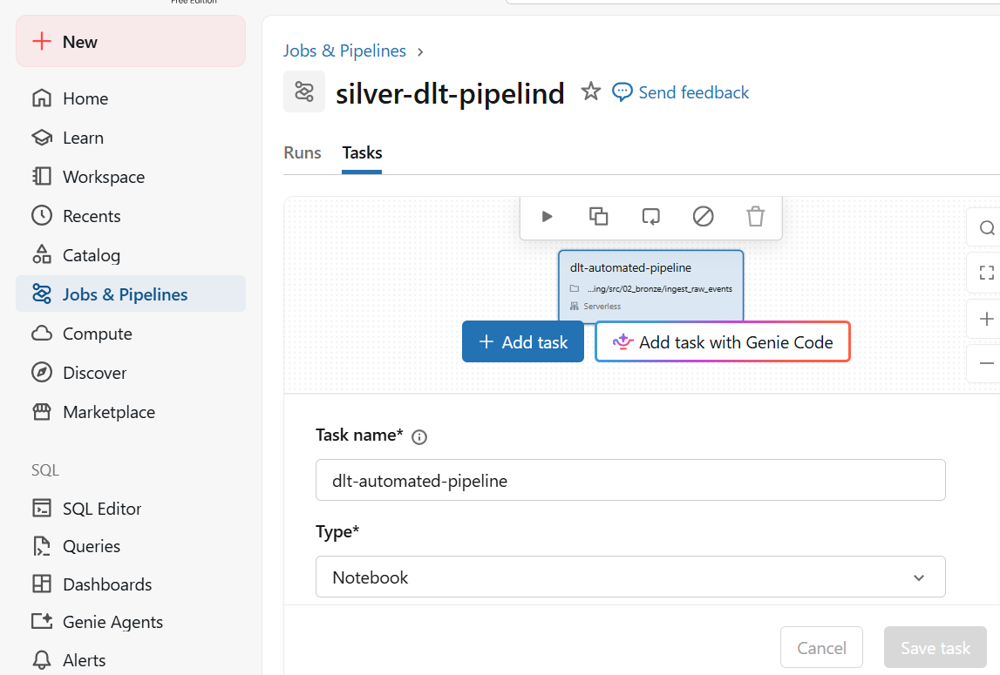 Free Edition
New
Home
Learn
Workspace
Recents
Catalog
Jobs & Pipelines
Compute
Discover
Marketplace
SQL
SQL Editor
Queries
Dashboards
Genie Agents
Alerts
Jobs & Pipelines ›
silver-dlt-pipelind
Send feedback
Runs
Tasks
dlt-automated-pipeline
...ing/src/02_bronze/ingest_raw_events
Serverless
+ Add task
Add task with Genie Code
Task name*
dlt-automated-pipeline
Type*
Notebook
Cancel
Save task